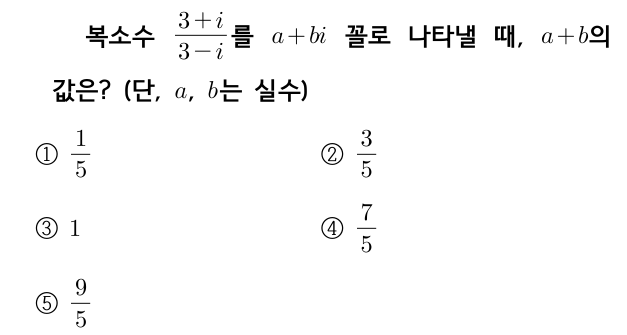 복소수 $\frac{3+i}{3-i}$를 $a+bi$ 꼴로 나타낼 때, $a+b$의
값은? (단, $a$, $b$는 실수)
① $\frac{1}{5}$ ② $\frac{3}{5}$
③ 1 ④ $\frac{7}{5}$
⑤ $\frac{9}{5}$